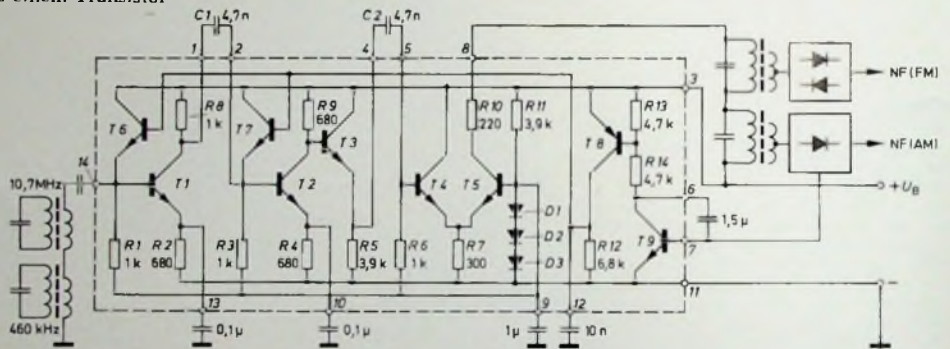 C1 4,7n
C2 4,7n
1
2
4
5
8
3
R8
1k
R9
680
R10
220
R11
3,9k
R13
4,7k
R14
4,7k
T6
T7
T3
T8
14
10,7MHz
T1
T2
T4
T5
D1
D2
D3
6
1,5µ
T9
7
R1
1k
R2
680
R3
1k
R4
680
R5
3,9k
R6
1k
R7
300
R12
6,8k
11
13
10
9
12
460 kHz
0,1µ
0,1µ
1µ
10n
NF(FM)
NF(AM)
+UB
−